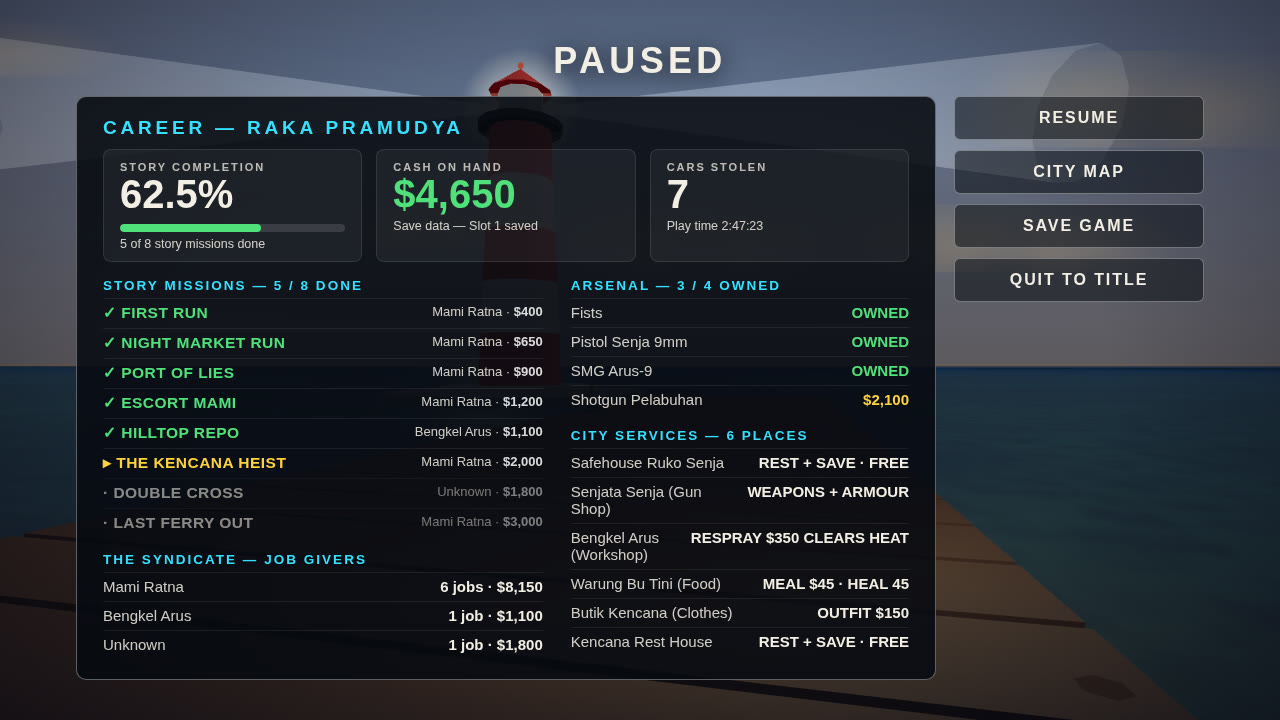 PAUSED
CAREER — RAKA PRAMUDYA
STORY COMPLETION
62.5%
5 of 8 story missions done
CASH ON HAND
$4,650
Save data — Slot 1 saved
CARS STOLEN
7
Play time 2:47:23
STORY MISSIONS — 5 / 8 DONE
✓ FIRST RUN Mami Ratna · $400
✓ NIGHT MARKET RUN Mami Ratna · $650
✓ PORT OF LIES Mami Ratna · $900
✓ ESCORT MAMI Mami Ratna · $1,200
✓ HILLTOP REPO Bengkel Arus · $1,100
▸ THE KENCANA HEIST Mami Ratna · $2,000
· DOUBLE CROSS Unknown · $1,800
· LAST FERRY OUT Mami Ratna · $3,000
THE SYNDICATE — JOB GIVERS
Mami Ratna 6 jobs · $8,150
Bengkel Arus 1 job · $1,100
Unknown 1 job · $1,800
ARSENAL — 3 / 4 OWNED
Fists OWNED
Pistol Senja 9mm OWNED
SMG Arus-9 OWNED
Shotgun Pelabuhan $2,100
CITY SERVICES — 6 PLACES
Safehouse Ruko Senja REST + SAVE · FREE
Senjata Senja (Gun WEAPONS + ARMOUR
Shop)
Bengkel Arus RESPRAY $350 CLEARS HEAT
(Workshop)
Warung Bu Tini (Food) MEAL $45 · HEAL 45
Butik Kencana (Clothes) OUTFIT $150
Kencana Rest House REST + SAVE · FREE
RESUME
CITY MAP
SAVE GAME
QUIT TO TITLE